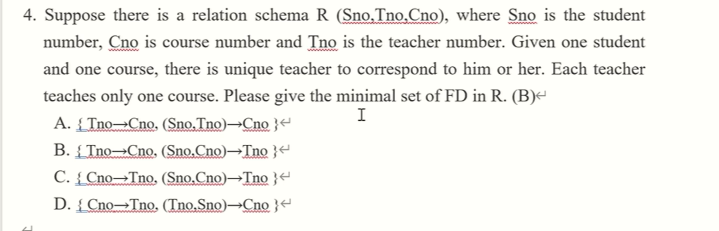 4. Suppose there is a relation schema R (Sno,Tno,Cno), where Sno is the student
number, Cno is course number and Tno is the teacher number. Given one student
and one course, there is unique teacher to correspond to him or her. Each teacher
teaches only one course. Please give the minimal set of FD in R. (B)↵
A. { Tno→Cno, (Sno,Tno)→Cno }↵
B. { Tno→Cno, (Sno,Cno)→Tno }↵
C. { Cno→Tno, (Sno,Cno)→Tno }↵
D. { Cno→Tno, (Tno,Sno)→Cno }↵